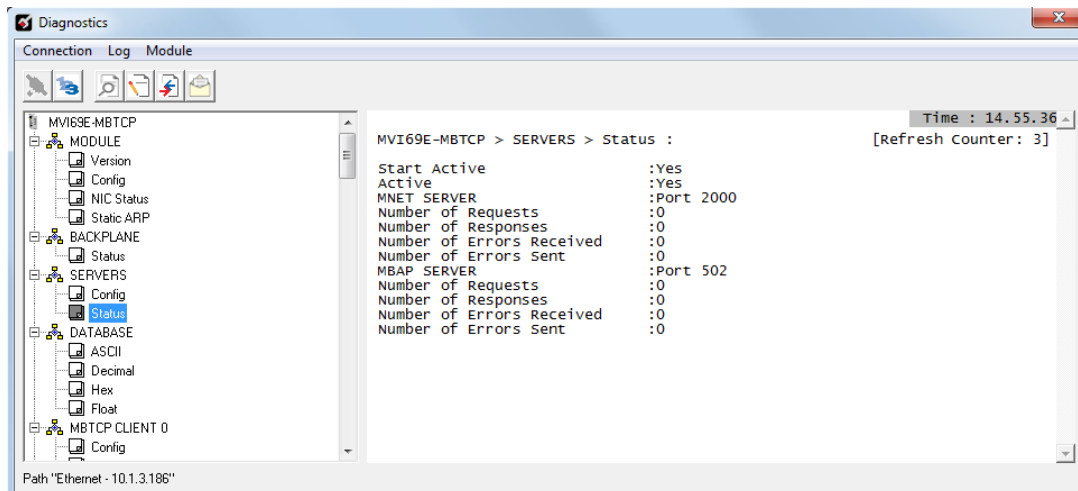 Diagnostics
Connection Log Module
MVI69E-MBTCP
MODULE
Version
Config
NIC Status
Static ARP
BACKPLANE
Status
SERVERS
Config
Status
DATABASE
ASCII
Decimal
Hex
Float
MBTCP CLIENT 0
Config
Time : 14.55.36
MVI69E-MBTCP > SERVERS > Status : [Refresh Counter: 3]
Start Active :Yes
Active :Yes
MNET SERVER :Port 2000
Number of Requests :0
Number of Responses :0
Number of Errors Received :0
Number of Errors Sent :0
MBAP SERVER :Port 502
Number of Requests :0
Number of Responses :0
Number of Errors Received :0
Number of Errors Sent :0
Path "Ethernet - 10.1.3.186"